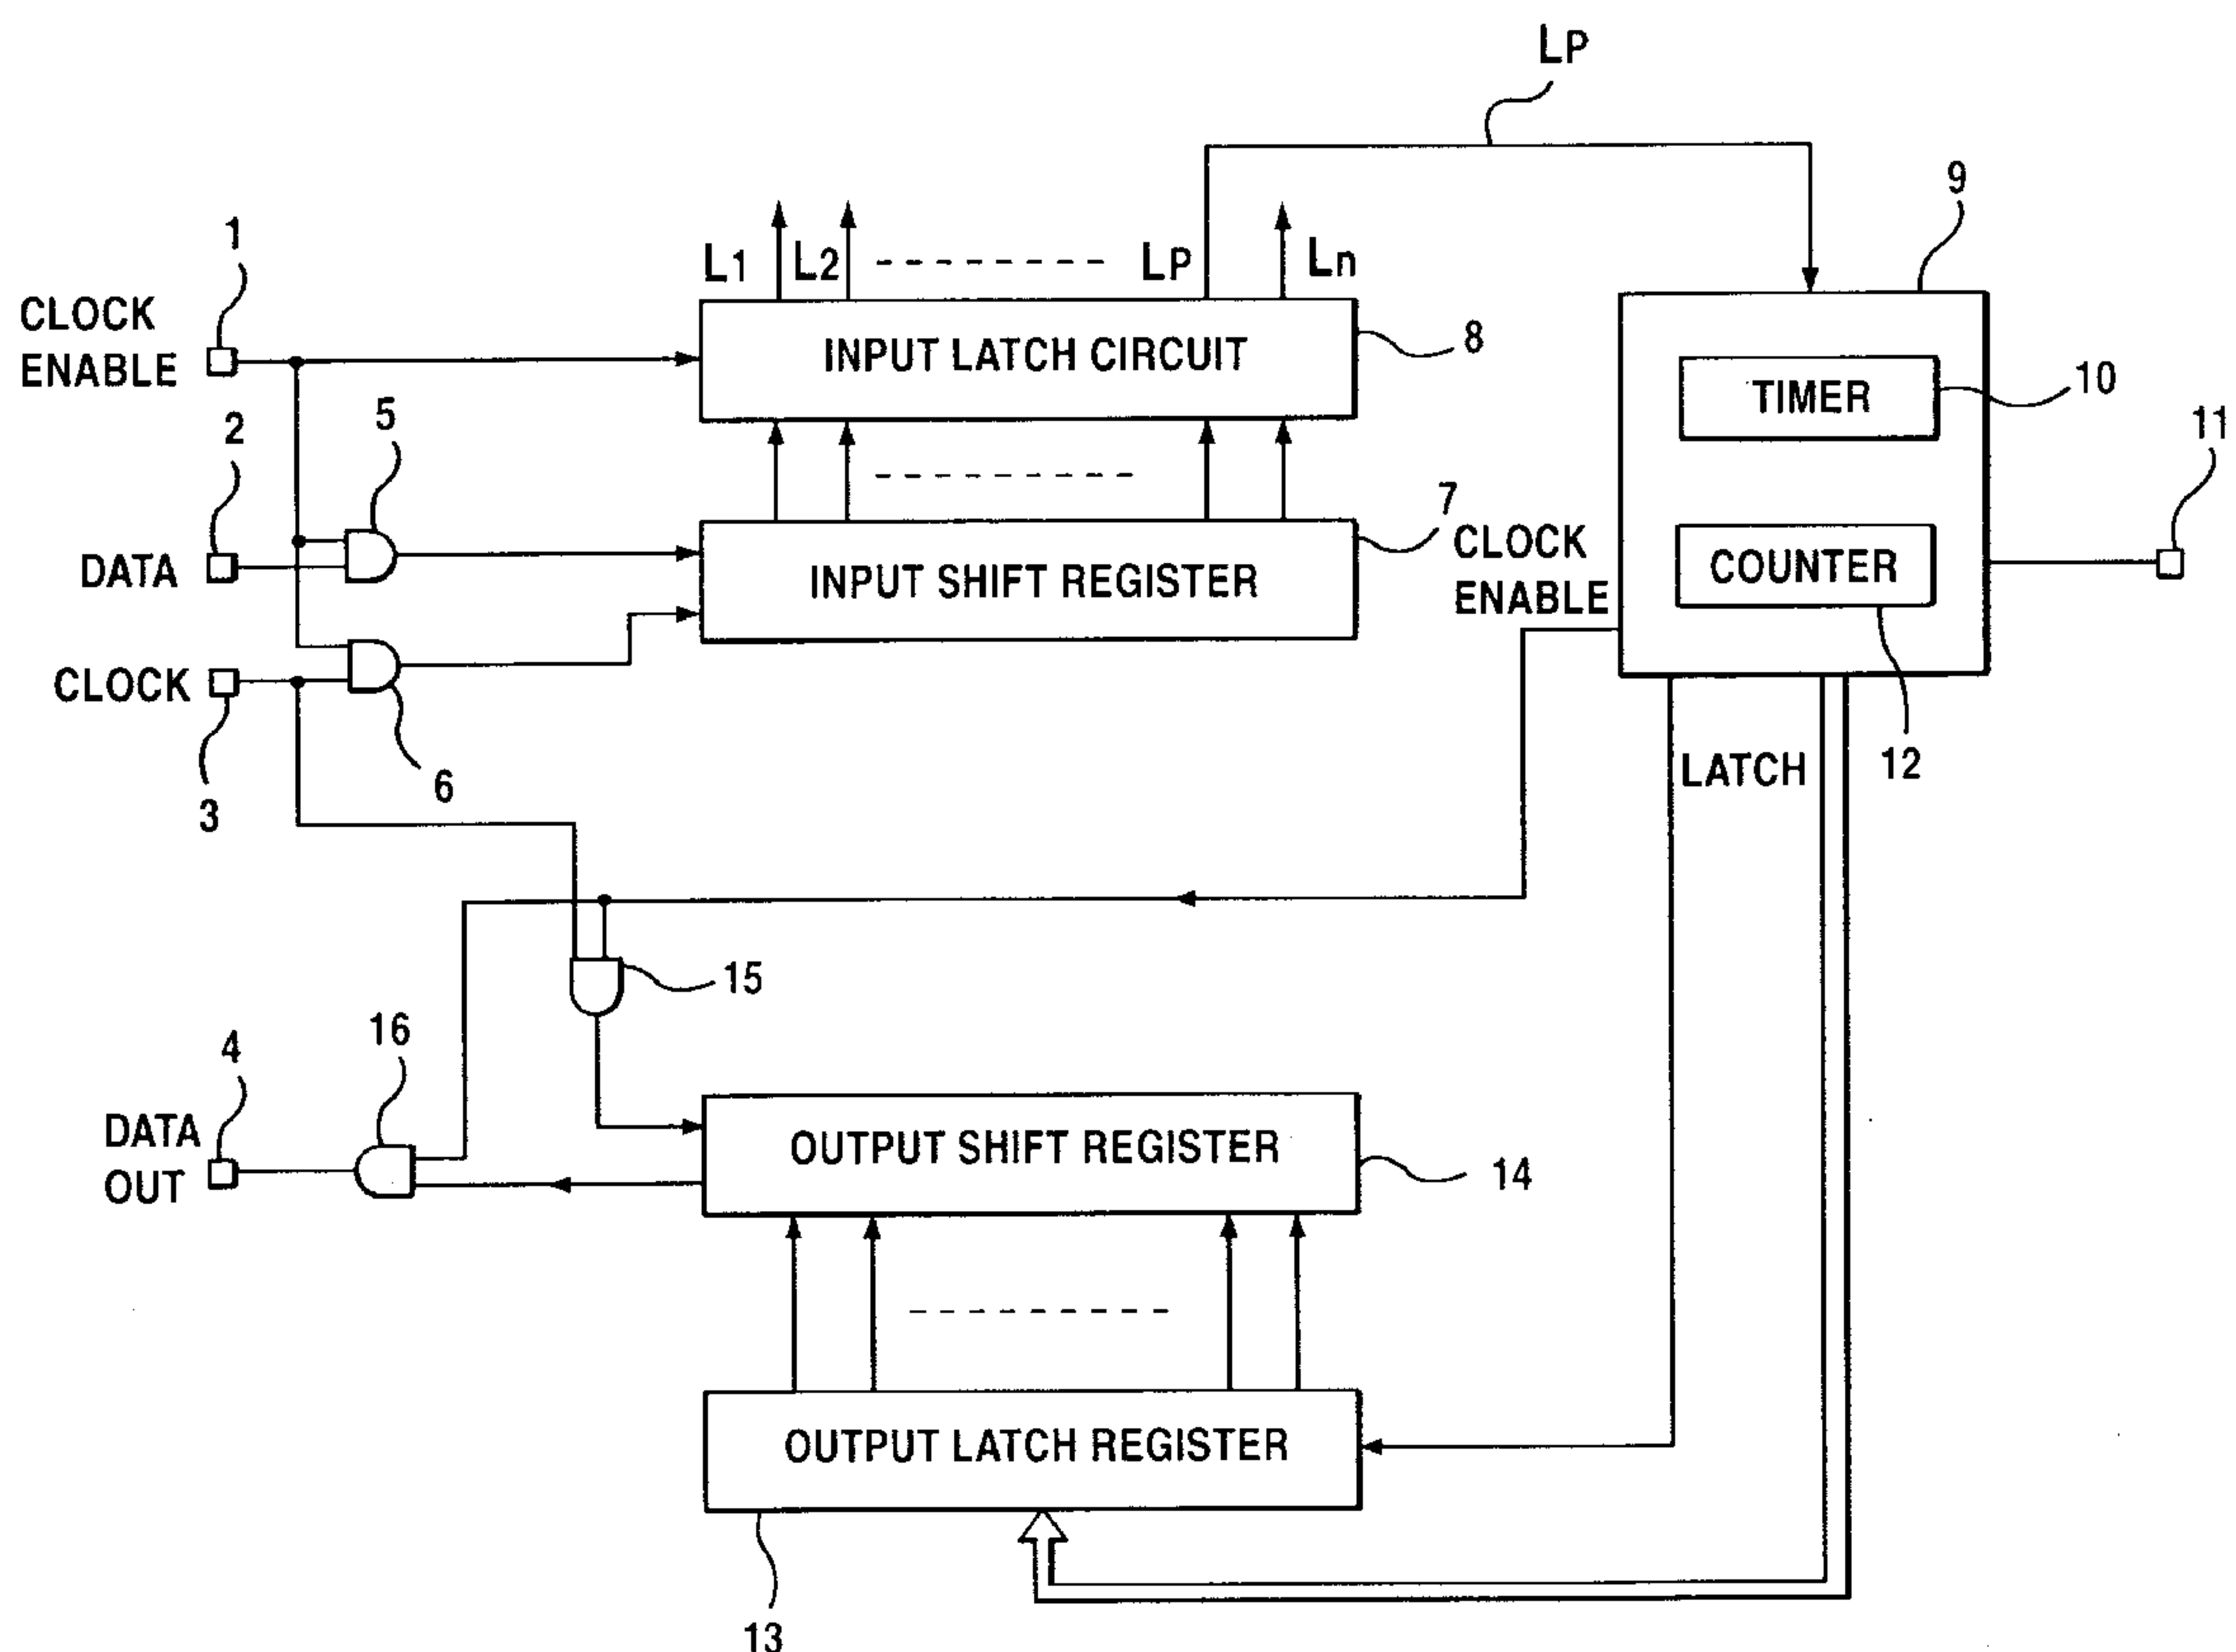 LP
9
1
L1 L2 LP Ln
CLOCK
ENABLE
INPUT LATCH CIRCUIT
8
TIMER
10
2
5
11
7
CLOCK
ENABLE
DATA
INPUT SHIFT REGISTER
COUNTER
CLOCK
3
6
LATCH
12
15
4
16
DATA
OUT
OUTPUT SHIFT REGISTER
14
OUTPUT LATCH REGISTER
13